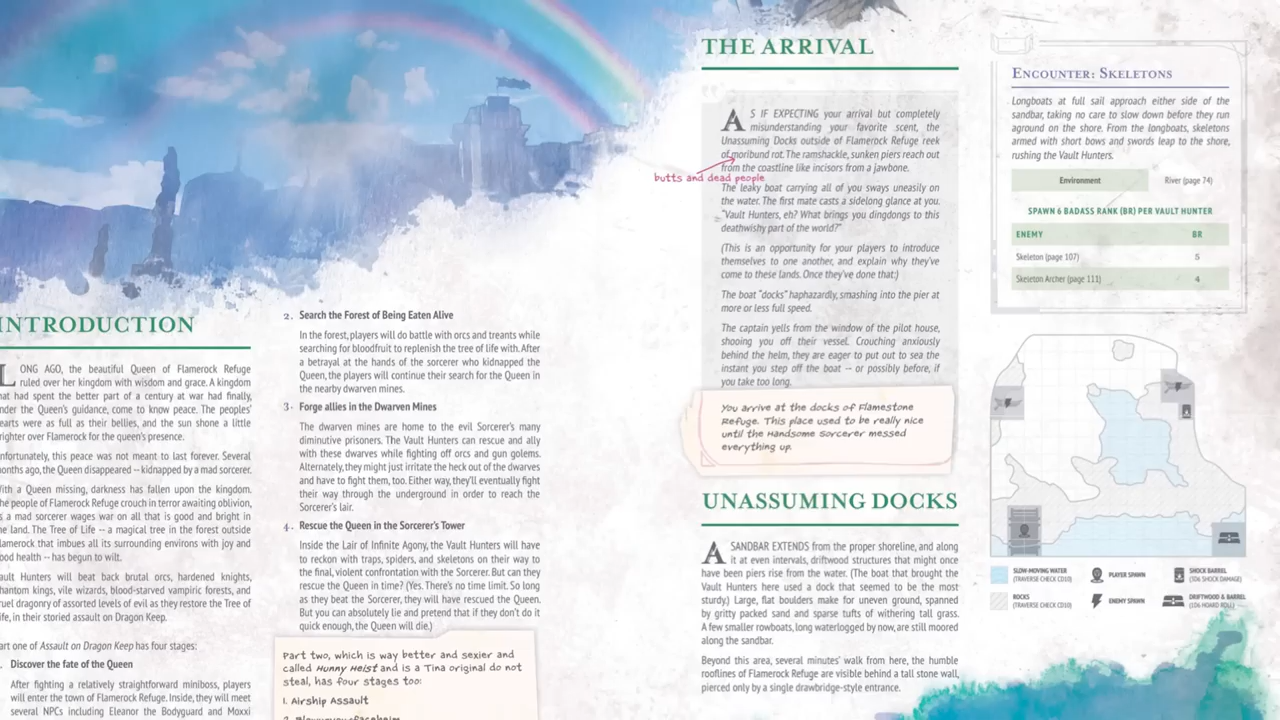 INTRODUCTION
LONG AGO, the beautiful Queen of Flamerock Refuge
ruled over her kingdom with wisdom and grace. A kingdom
had spent the better part of a century at war had finally,
the Queen's guidance, come to know peace. The peoples'
were as full as their bellies, and the sun shone a little
over Flamerock for the queen's presence.
this peace was not meant to last forever. Several
ago, the Queen disappeared -- kidnapped by a mad sorcerer.
a Queen missing, darkness has fallen upon the kingdom.
people of Flamerock Refuge crouch in terror awaiting oblivion,
a mad sorcerer wages war on all that is good and bright in
land. The Tree of Life -- a magical tree in the forest outside
that imbues all its surrounding environs with joy and
health -- has begun to wilt.
Hunters will beat back brutal orcs, hardened knights,
kings, vile wizards, blood-starved vampiric forests, and
dragonry of assorted levels of evil as they restore the Tree of
in their storied assault on Dragon Keep.
one of Assault on Dragon Keep has four stages:
Discover the fate of the Queen
After fighting a relatively straightforward miniboss, players
will enter the town of Flamerock Refuge. Inside, they will meet
several NPCs including Eleanor the Bodyguard and Moxxi
2. Search the Forest of Being Eaten Alive
In the forest, players will do battle with orcs and treants while
searching for bloodfruit to replenish the tree of life with. After
a betrayal at the hands of the sorcerer who kidnapped the
Queen, the players will continue their search for the Queen in
the nearby dwarven mines.
3. Forge allies in the Dwarven Mines
The dwarven mines are home to the evil Sorcerer's many
diminutive prisoners. The Vault Hunters can rescue and ally
with these dwarves while fighting off orcs and gun golems.
Alternately, they might just irritate the heck out of the dwarves
and have to fight them, too. Either way, they'll eventually fight
their way through the underground in order to reach the
Sorcerer's lair.
4. Rescue the Queen in the Sorcerer's Tower
Inside the Lair of Infinite Agony, the Vault Hunters will have
to reckon with traps, spiders, and skeletons on their way to
the final, violent confrontation with the Sorcerer. But can they
rescue the Queen in time? (Yes. There's no time limit. So long
as they beat the Sorcerer, they will have rescued the Queen.
But you can absolutely lie and pretend that if they don't do it
quick enough, the Queen will die.)
Part two, which is way better and sexier and
called Hunny Heist and is a Tina original do not
steal, has four stages too:
1. Airship Assault
THE ARRIVAL
AS IF EXPECTING your arrival but completely
misunderstanding your favorite scent, the
Unassuming Docks outside of Flamerock Refuge reek
of moribund rot. The ramshackle, sunken piers reach out
from the coastline like incisors from a jawbone.
butts and dead people
The leaky boat carrying all of you sways uneasily on
the water. The first mate casts a sidelong glance at you.
"Vault Hunters, eh? What brings you dingdongs to this
deathwishy part of the world?"
(This is an opportunity for your players to introduce
themselves to one another, and explain why they've
come to these lands. Once they've done that:)
The boat "docks" haphazardly, smashing into the pier at
more or less full speed.
The captain yells from the window of the pilot house,
shooing you off their vessel. Crouching anxiously
behind the helm, they are eager to put out to sea the
instant you step off the boat -- or possibly before, if
you take too long.
You arrive at the docks of Flamestone
Refuge. This place used to be really nice
until the Handsome Sorcerer messed
everything up.
UNASSUMING DOCKS
A SANDBAR EXTENDS from the proper shoreline, and along
it at even intervals, driftwood structures that might once
have been piers rise from the water. (The boat that brought the
Vault Hunters here used a dock that seemed to be the most
sturdy.) Large, flat boulders make for uneven ground, spanned
by gritty packed sand and sparse tufts of withering tall grass.
A few smaller rowboats, long waterlogged by now, are still moored
along the sandbar.
Beyond this area, several minutes' walk from here, the humble
rooflines of Flamerock Refuge are visible behind a tall stone wall,
pierced only by a single drawbridge-style entrance.
ENCOUNTER: SKELETONS
Longboats at full sail approach either side of the
sandbar, taking no care to slow down before they run
aground on the shore. From the longboats, skeletons
armed with short bows and swords leap to the shore,
rushing the Vault Hunters.
Environment River (page 74)
SPAWN 6 BADASS RANK (BR) PER VAULT HUNTER
ENEMY BR
Skeleton (page 107) 5
Skeleton Archer (page 111) 4
SLOW-MOVING WATER
(TRAVERSE CHECK CD10)
PLAYER SPAWN
SHOCK BARREL
(1D6 SHOCK DAMAGE)
ROCKS
(TRAVERSE CHECK CD10)
ENEMY SPAWN
DRIFTWOOD & BARREL
(1D6 HOARD ROLL)